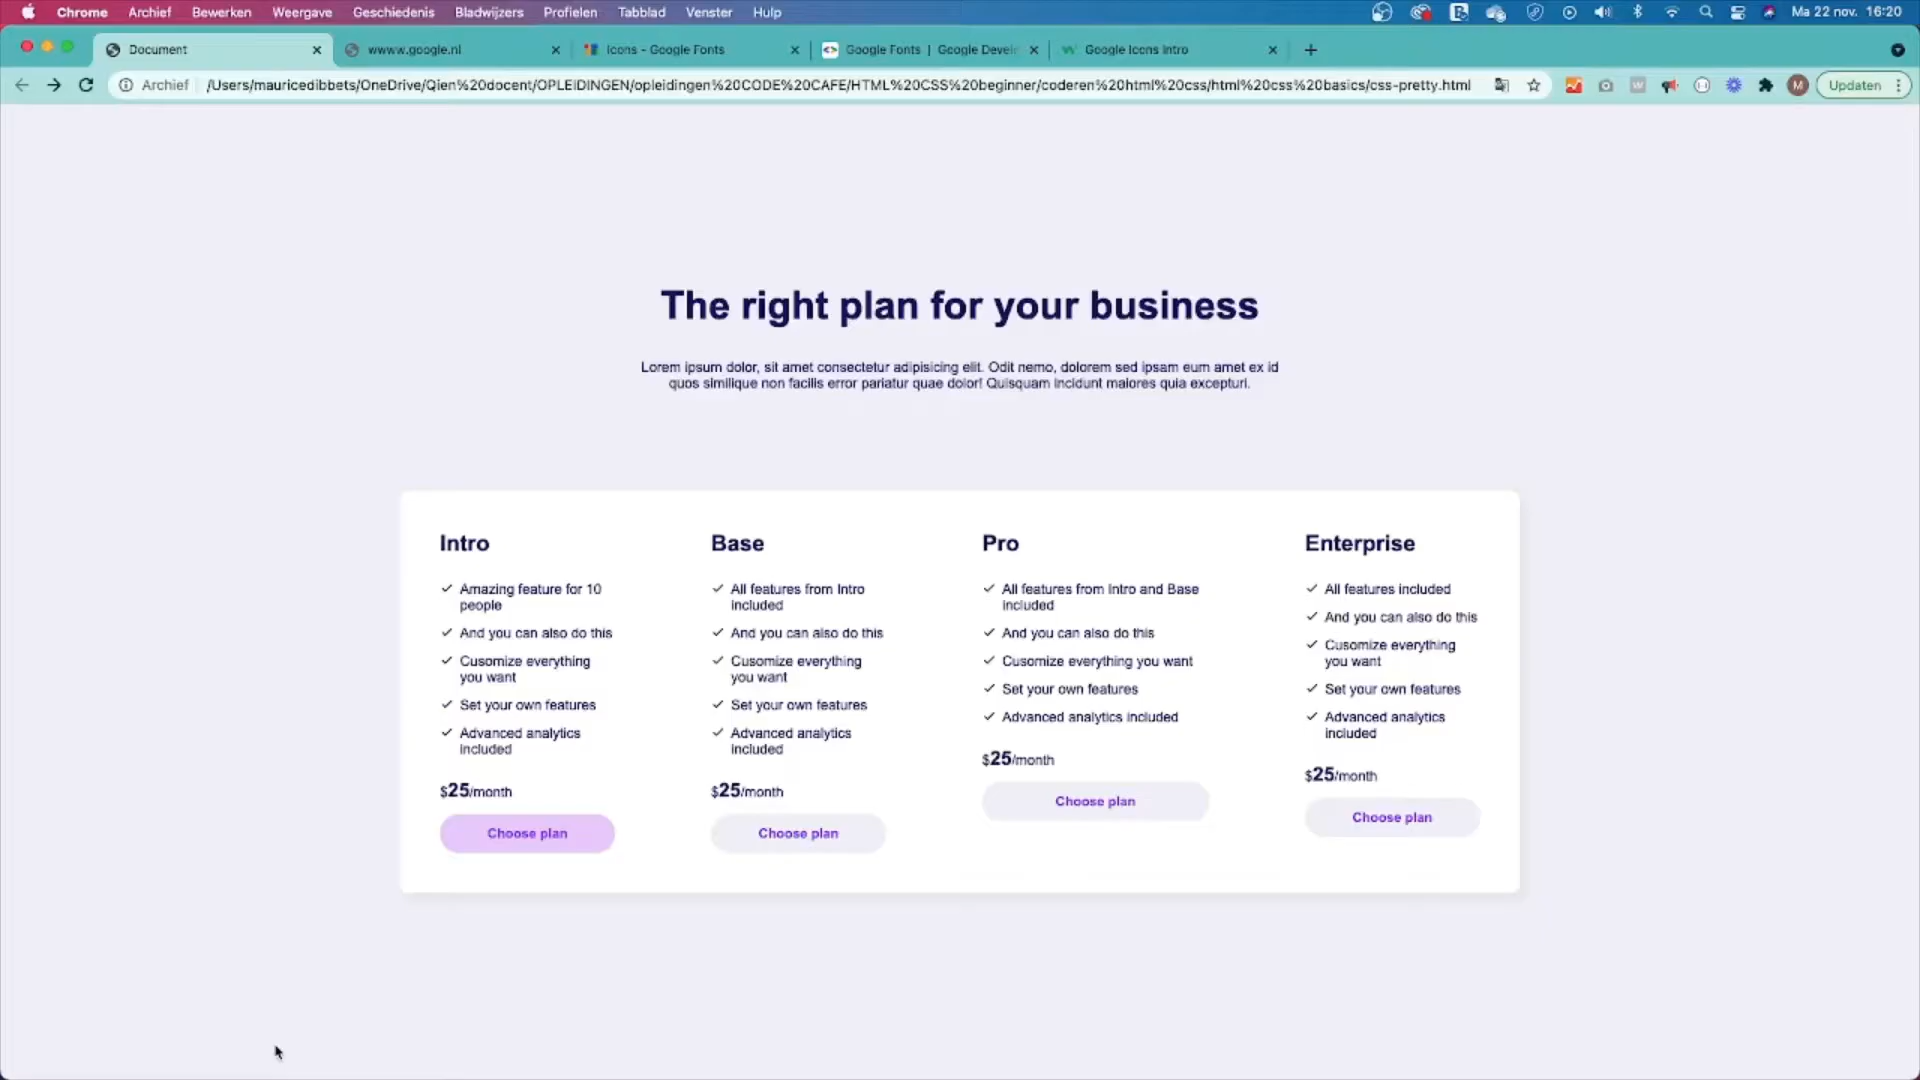 Chrome Archief Bewerken Weergave Geschiedenis Bladwijzers Profielen Tabblad Venster Hulp Ma 22 nov. 16:20
Document wwww.google.nl Icons - Google Fonts Google Fonts | Google Devel Google Icons Intro
Archief /Users/mauricedibbets/OneDrive/Qien%20docent/OPLEIDINGEN/opleidingen%20CODE%20CAFE/HTML%20CSS%20beginner/coderen%20html%20css/html%20css%20basics/css-pretty.html M Updaten
The right plan for your business
Lorem ipsum dolor, sit amet consectetur adipisicing elit. Odit nemo, dolorem sed ipsam eum amet ex id
quos similique non facilis error pariatur quae dolor! Quisquam incidunt maiores quia excepturi.
Intro
Amazing feature for 10
people
And you can also do this
Cusomize everything
you want
Set your own features
Advanced analytics
included
$25/month
Choose plan
Base
All features from Intro
included
And you can also do this
Cusomize everything
you want
Set your own features
Advanced analytics
included
$25/month
Choose plan
Pro
All features from Intro and Base
included
And you can also do this
Cusomize everything you want
Set your own features
Advanced analytics included
$25/month
Choose plan
Enterprise
All features included
And you can also do this
Cusomize everything
you want
Set your own features
Advanced analytics
included
$25/month
Choose plan